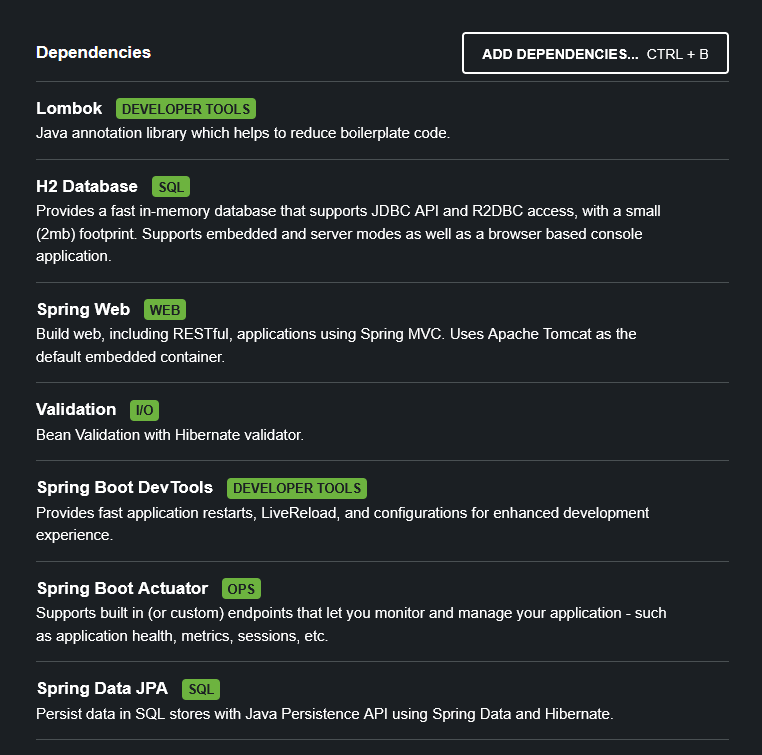 Dependencies
ADD DEPENDENCIES... CTRL + B
Lombok DEVELOPER TOOLS
Java annotation library which helps to reduce boilerplate code.
H2 Database SQL
Provides a fast in-memory database that supports JDBC API and R2DBC access, with a small
(2mb) footprint. Supports embedded and server modes as well as a browser based console
application.
Spring Web WEB
Build web, including RESTful, applications using Spring MVC. Uses Apache Tomcat as the
default embedded container.
Validation I/O
Bean Validation with Hibernate validator.
Spring Boot DevTools DEVELOPER TOOLS
Provides fast application restarts, LiveReload, and configurations for enhanced development
experience.
Spring Boot Actuator OPS
Supports built in (or custom) endpoints that let you monitor and manage your application - such
as application health, metrics, sessions, etc.
Spring Data JPA SQL
Persist data in SQL stores with Java Persistence API using Spring Data and Hibernate.